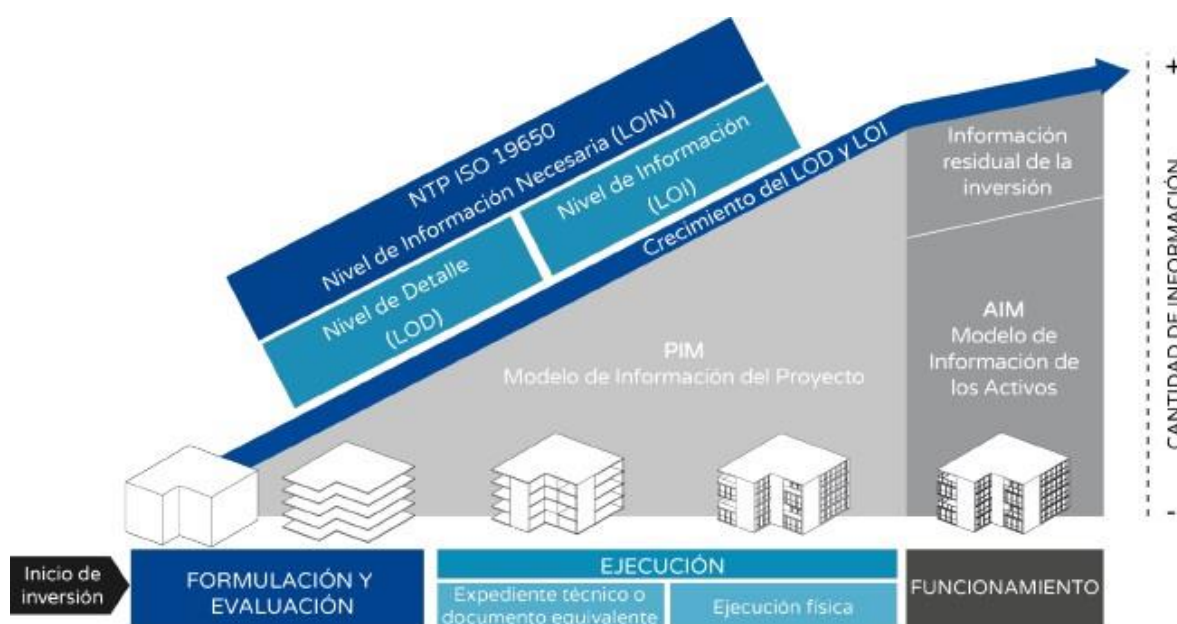 NTP ISO 19650
Nivel de Información Necesaria (LOIN)
Nivel de Detalle
(LOD)
Nivel de Información
(LOI)
Crecimiento del LOD y LOI
Información
residual de la
inversión
PIM
Modelo de Información del Proyecto
AIM
Modelo de
Información de
los Activos
+
CANTIDAD DE INFORMACIÓN
-
Inicio de
inversión
FORMULACIÓN Y
EVALUACIÓN
EJECUCIÓN
Expediente técnico o
documento equivalente
Ejecución física
FUNCIONAMIENTO